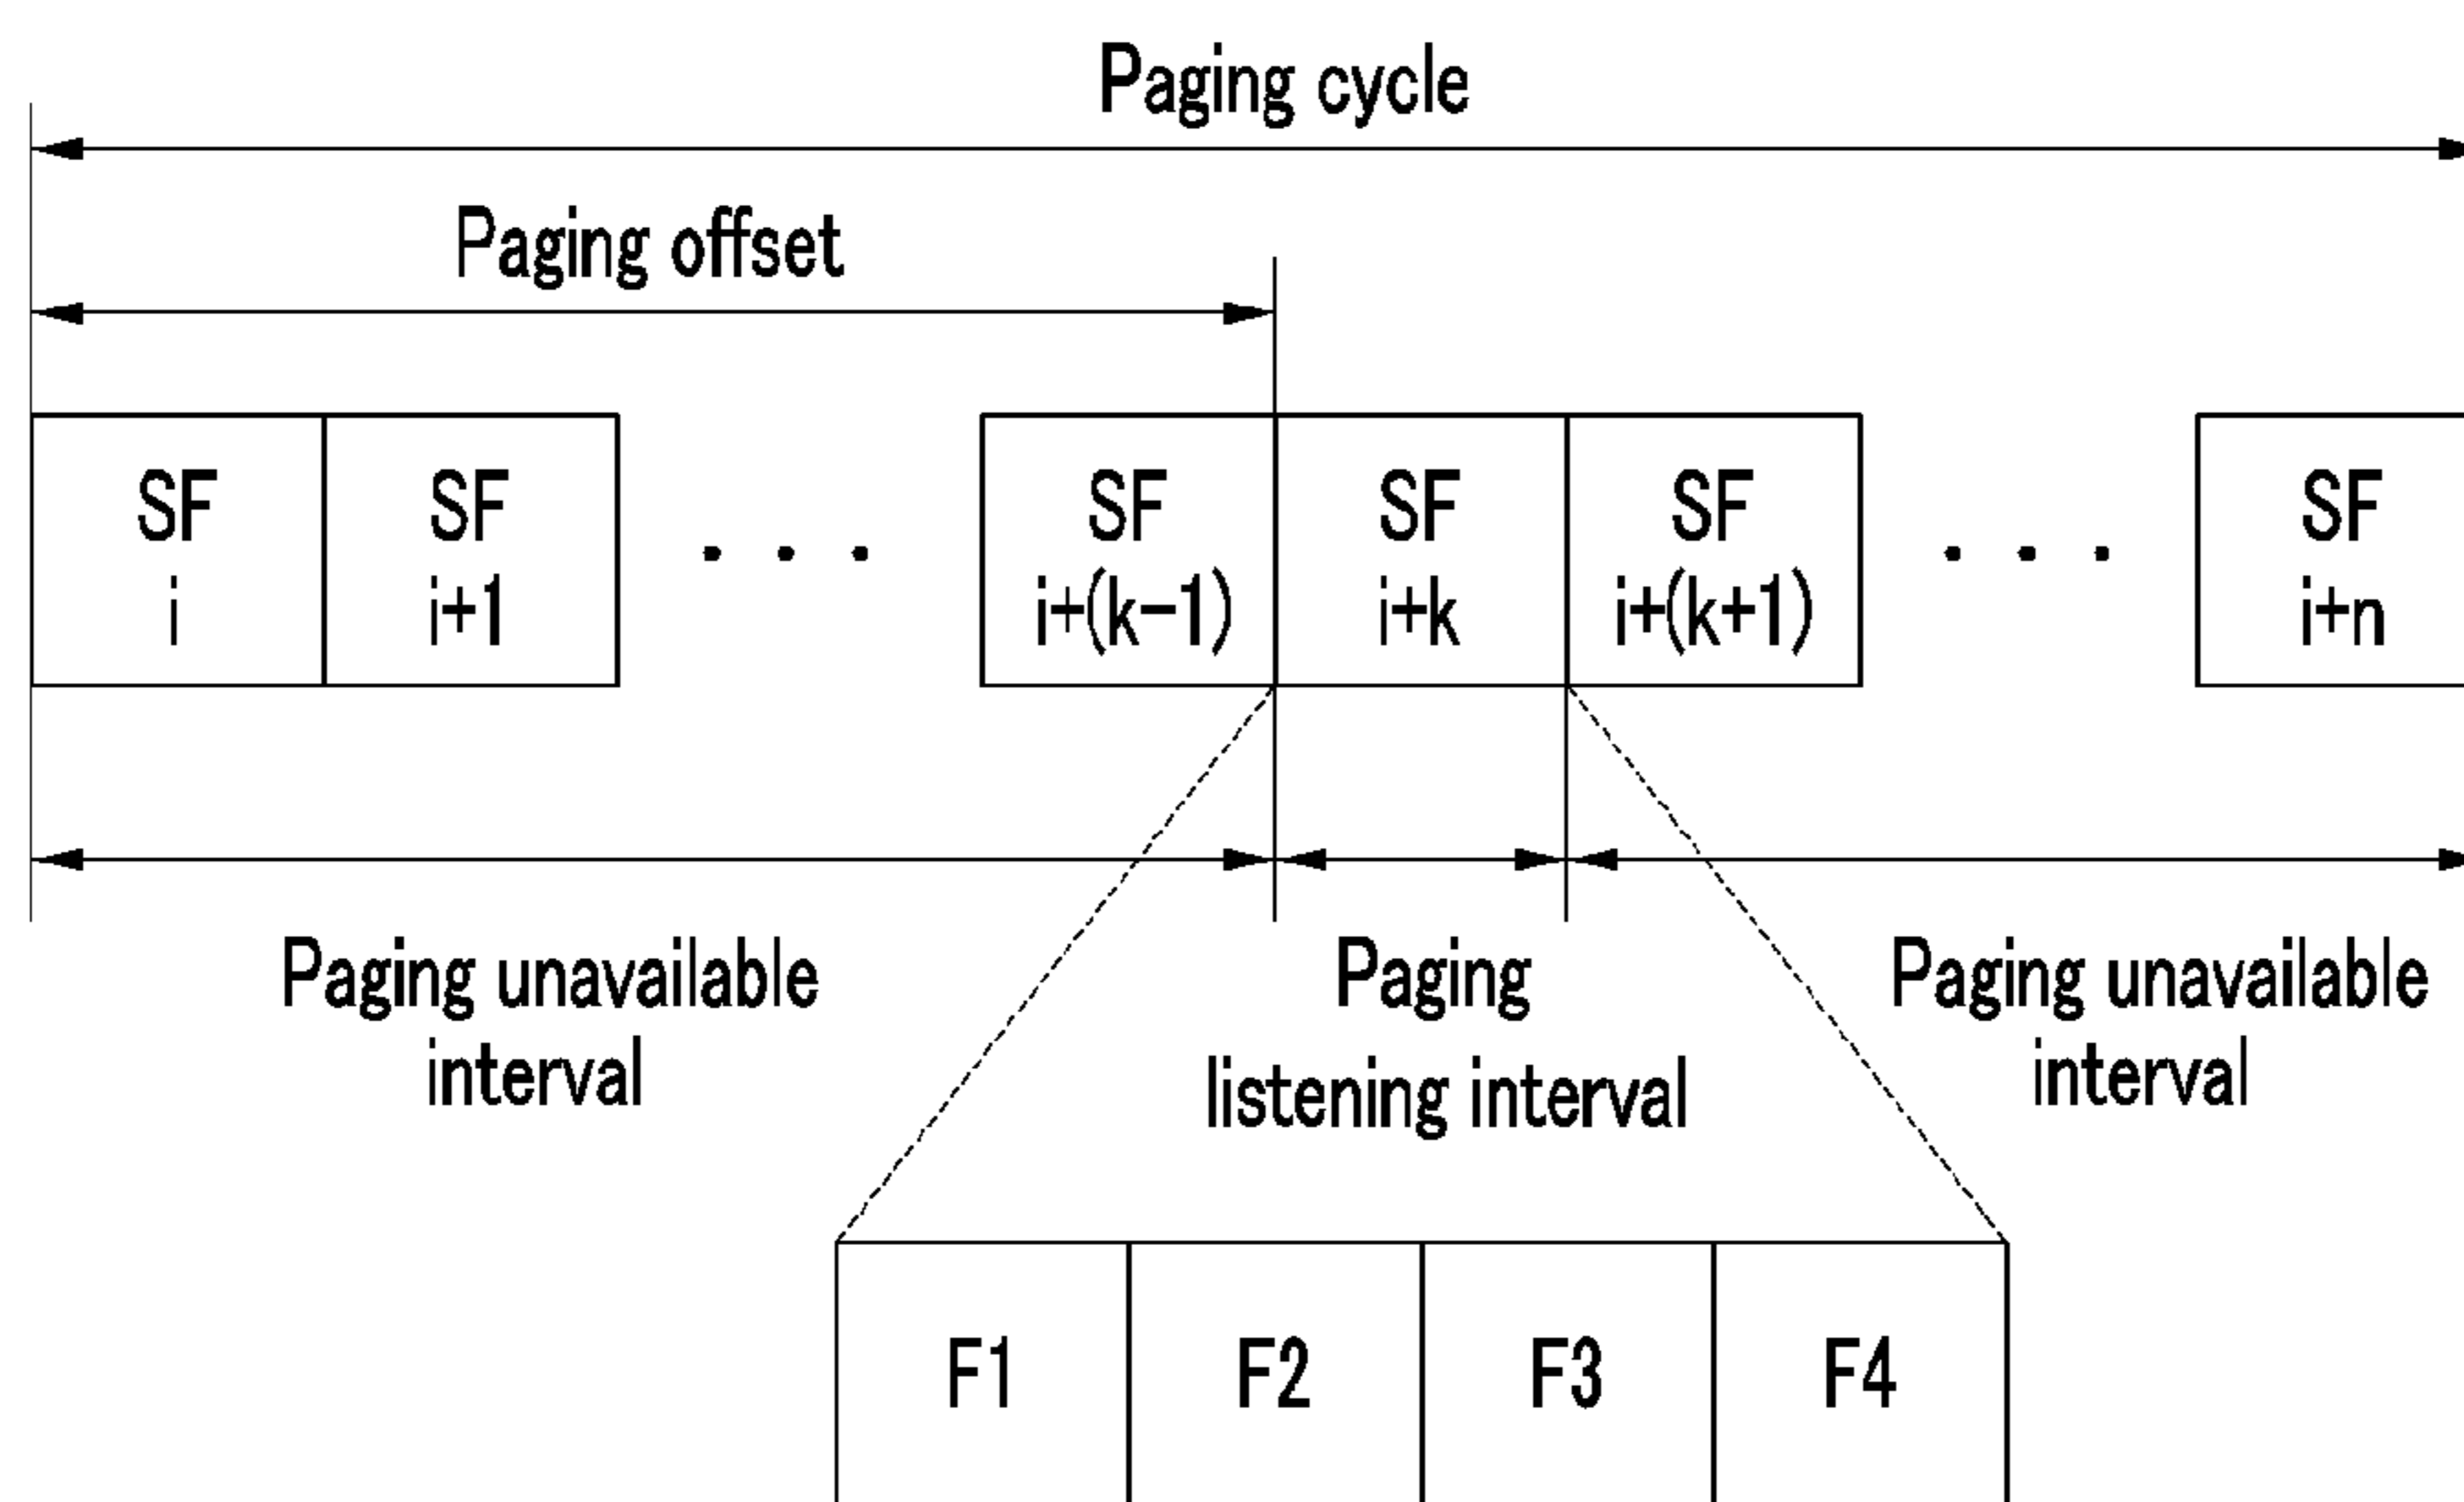 Paging cycle
Paging offset
SF
i
SF
i+1
. . .
SF
i+(k-1)
SF
i+k
SF
i+(k+1)
. . .
SF
i+n
Paging unavailable
interval
Paging
listening interval
Paging unavailable
interval
F1
F2
F3
F4